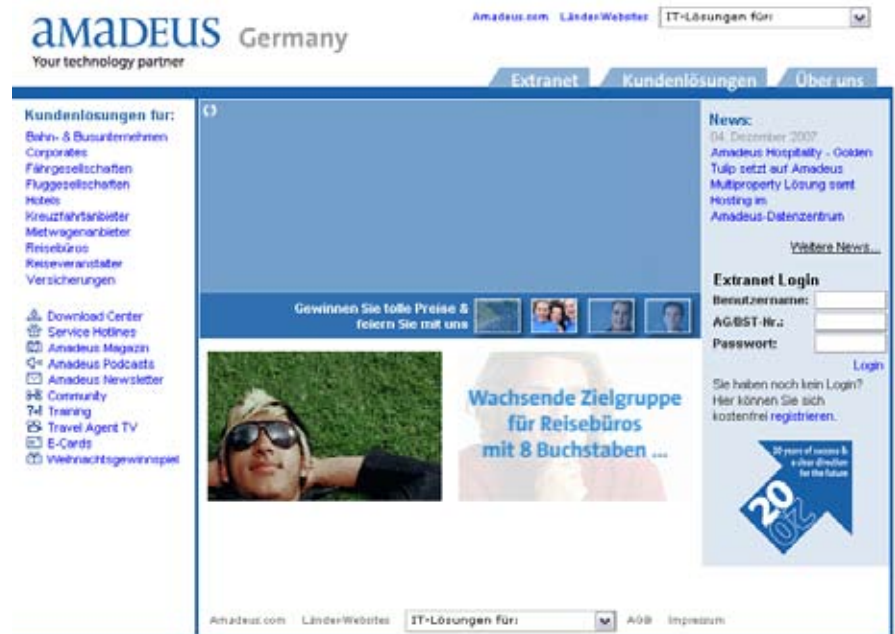 amadeus Germany
Your technology partner
Amadeus.com Länder-Websites IT-Lösungen für:
Extranet Kundenlösungen Über uns
Kundenlösungen für:
Bahn- & Busunternehmen
Corporates
Fährgesellschaften
Fluggesellschaften
Hotels
Kreuzfahrtanbieter
Mietwagenanbieter
Reisebüros
Reiseveranstalter
Versicherungen
Download Center
Service Hotlines
Amadeus Magazin
Amadeus Podcasts
Amadeus Newsletter
Community
Training
Travel Agent TV
E-Cards
Weihnachtsgewinnspiel
Gewinnen Sie tolle Preise &
feiern Sie mit uns
Wachsende Zielgruppe
für Reisebüros
mit 8 Buchstaben ...
News:
04. Dezember 2007
Amadeus Hospitality - Golden
Tulip setzt auf Amadeus
Multiproperty Lösung samt
Hosting im
Amadeus-Datenzentrum
Weitere News...
Extranet Login
Benutzername:
AG/BST-Nr.:
Passwort:
Login
Sie haben noch kein Login?
Hier können Sie sich
kostenfrei registrieren.
20 years of success &
a clear direction
for the future
20
20
Amadeus.com Länder-Websites IT-Lösungen für: AGB Impressum